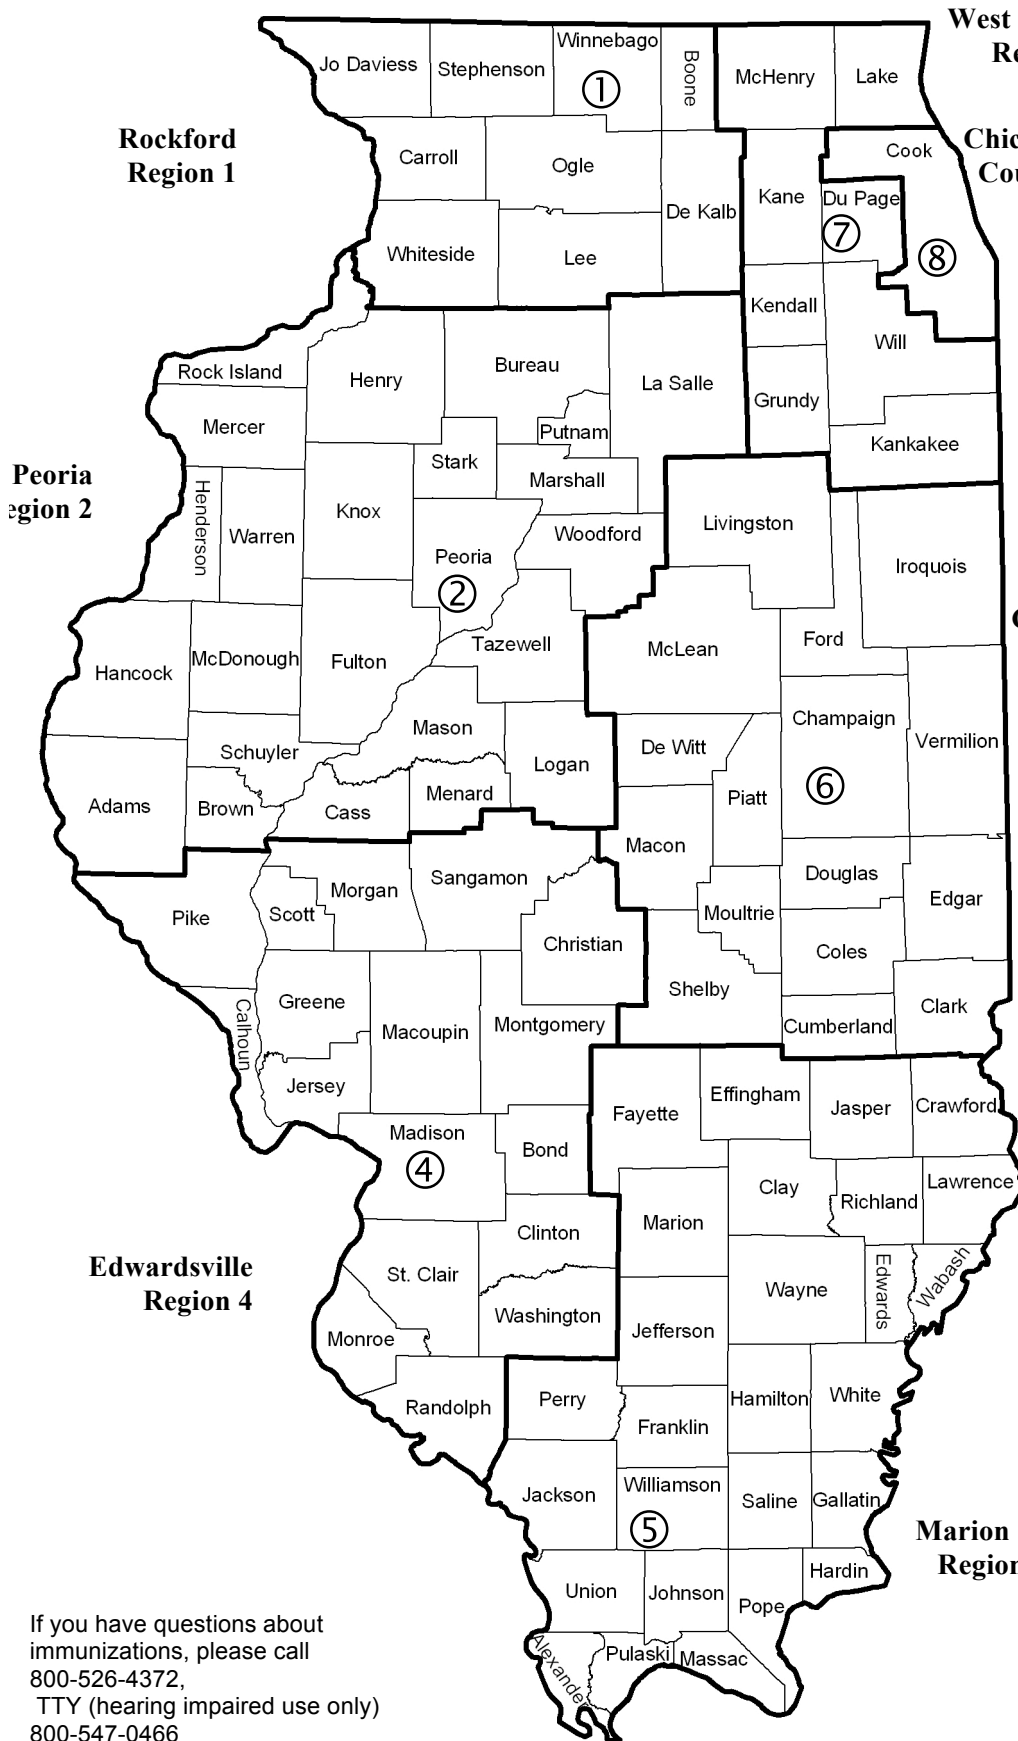 West
Re
Winnebago
Jo Daviess
Stephenson
Boone
McHenry
Lake
①
Rockford
Region 1
Chic
Cou
Cook
Carroll
Ogle
Kane
Du Page
De Kalb
⑦
⑧
Whiteside
Lee
Kendall
Will
Rock Island
Henry
Bureau
La Salle
Grundy
Mercer
Putnam
Kankakee
Peoria
egion 2
Stark
Marshall
Henderson
Warren
Knox
Woodford
Livingston
Peoria
②
Iroquois
Hancock
McDonough
Fulton
Tazewell
McLean
Ford
Champaign
Vermilion
Schuyler
Mason
De Witt
Logan
Adams
Brown
Cass
Menard
Piatt
⑥
Macon
Sangamon
Douglas
Morgan
Edgar
Pike
Scott
Moultrie
Christian
Coles
Shelby
Greene
Clark
Calhoun
Macoupin
Montgomery
Cumberland
Jersey
Effingham
Fayette
Jasper
Crawford
Madison
④
Bond
Clay
Richland
Lawrence
Marion
Clinton
Edwardsville
Region 4
St. Clair
Wayne
Edwards
Wabash
Washington
Jefferson
Monroe
Randolph
Perry
Hamilton
White
Franklin
Jackson
Williamson
Saline
Gallatin
⑤
Marion
Region
Hardin
Union
Johnson
Pope
Alexander
Pulaski
Massac
If you have questions about
immunizations, please call
800-526-4372,
TTY (hearing impaired use only)
800-547-0466